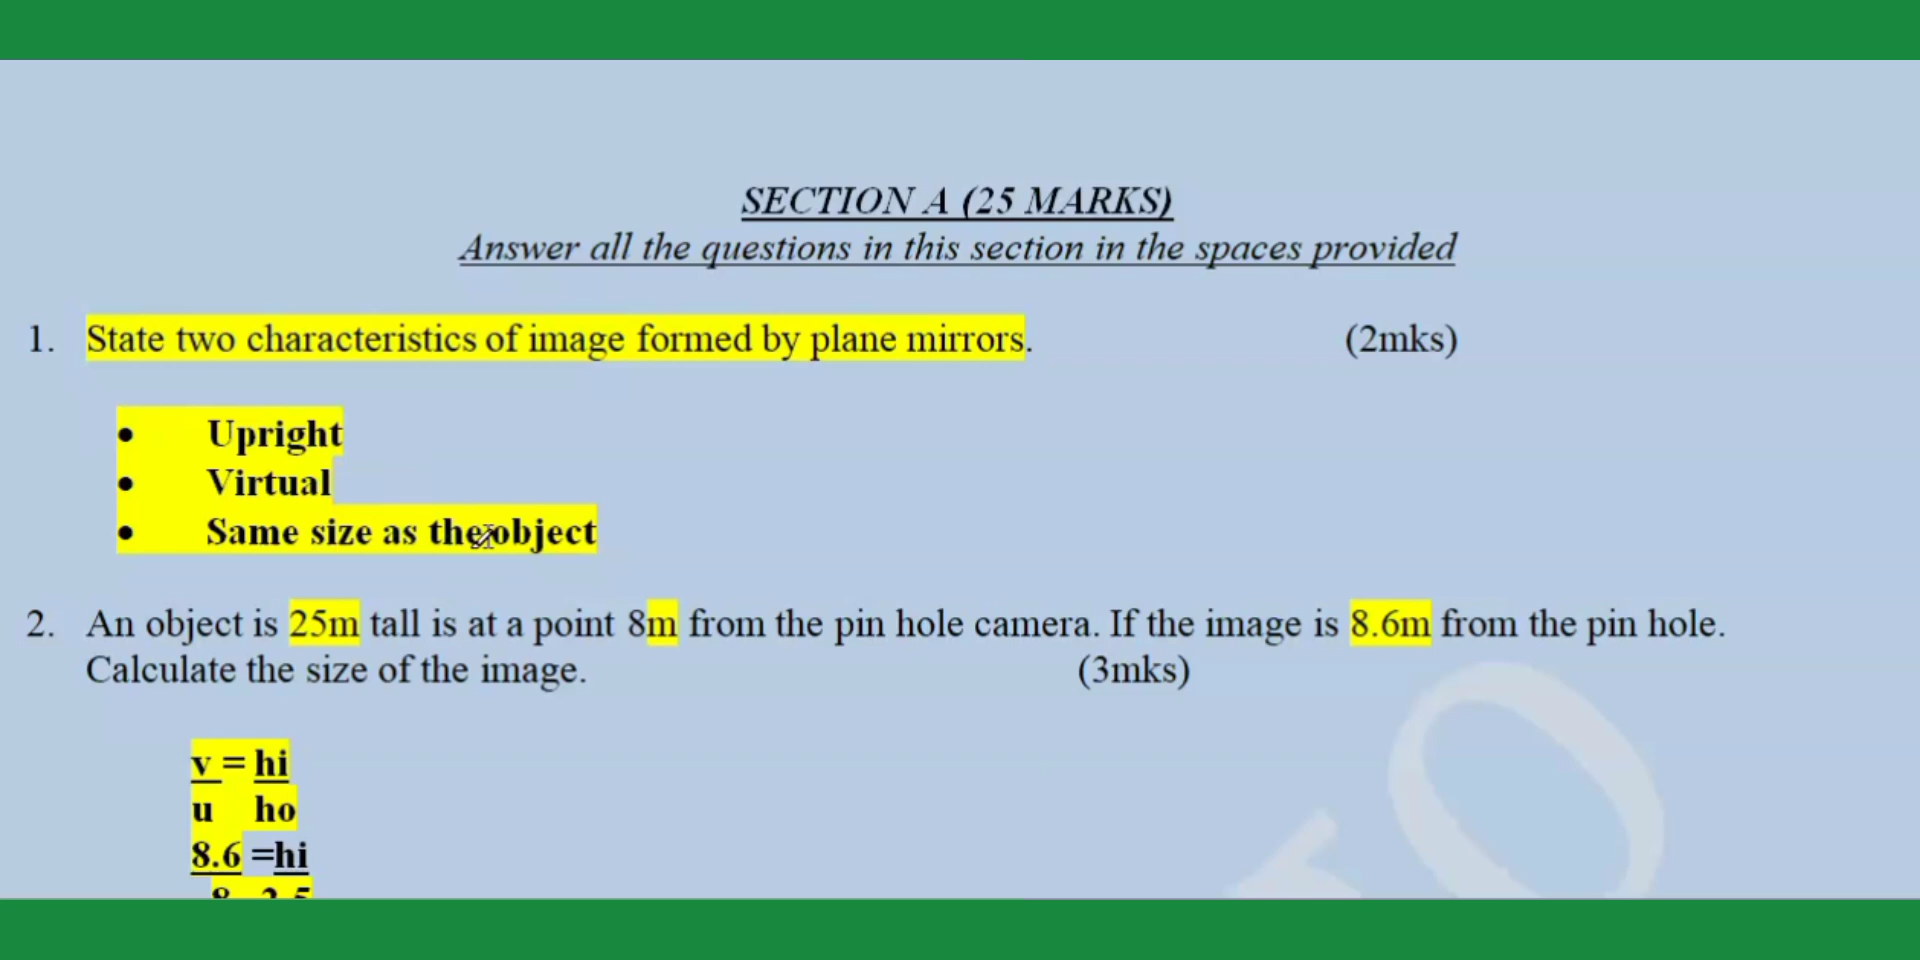 SECTION A (25 MARKS)
Answer all the questions in this section in the spaces provided
1. State two characteristics of image formed by plane mirrors. (2mks)
• Upright
• Virtual
• Same size as the object
2. An object is 25m tall is at a point 8m from the pin hole camera. If the image is 8.6m from the pin hole.
Calculate the size of the image. (3mks)
v = hi
u ho
8.6 =hi